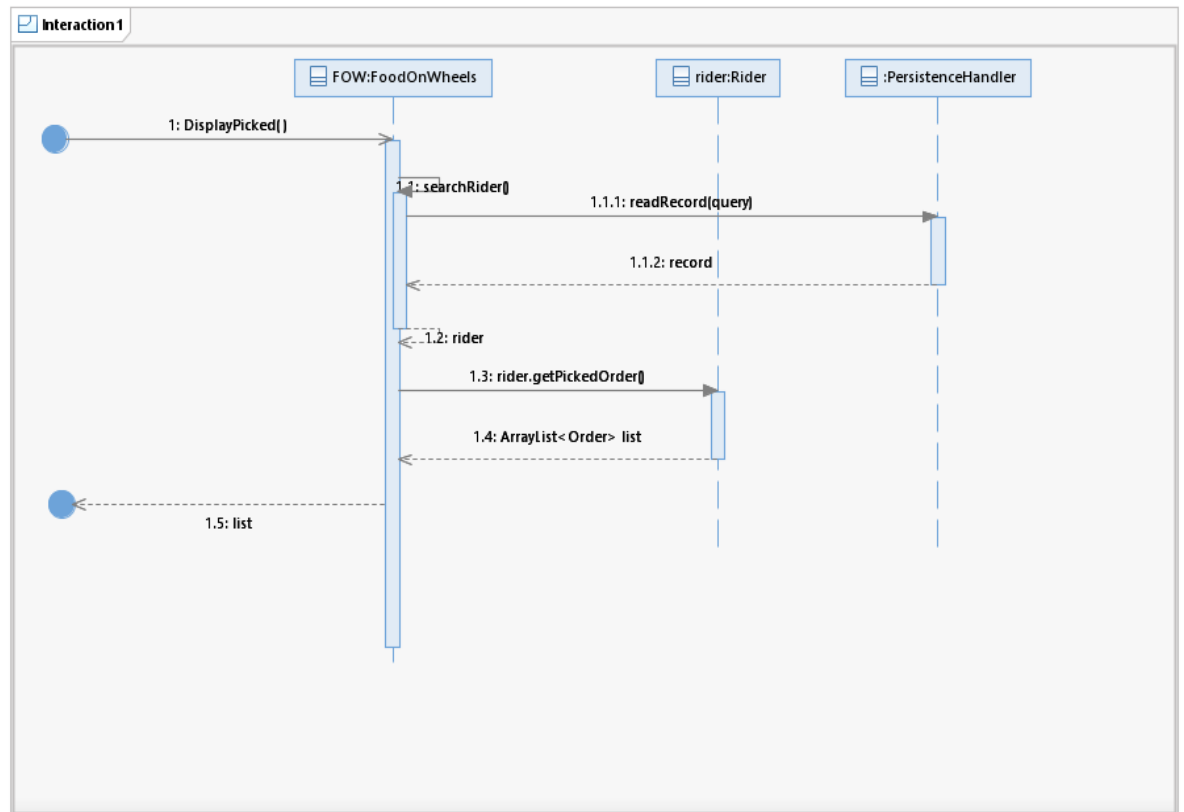 Interaction1
FOW:FoodOnWheels
rider:Rider
:PersistenceHandler
1: DisplayPicked()
1.1: searchRider()
1.1.1: readRecord(query)
1.1.2: record
1.2: rider
1.3: rider.getPickedOrder()
1.4: ArrayList<Order> list
1.5: list